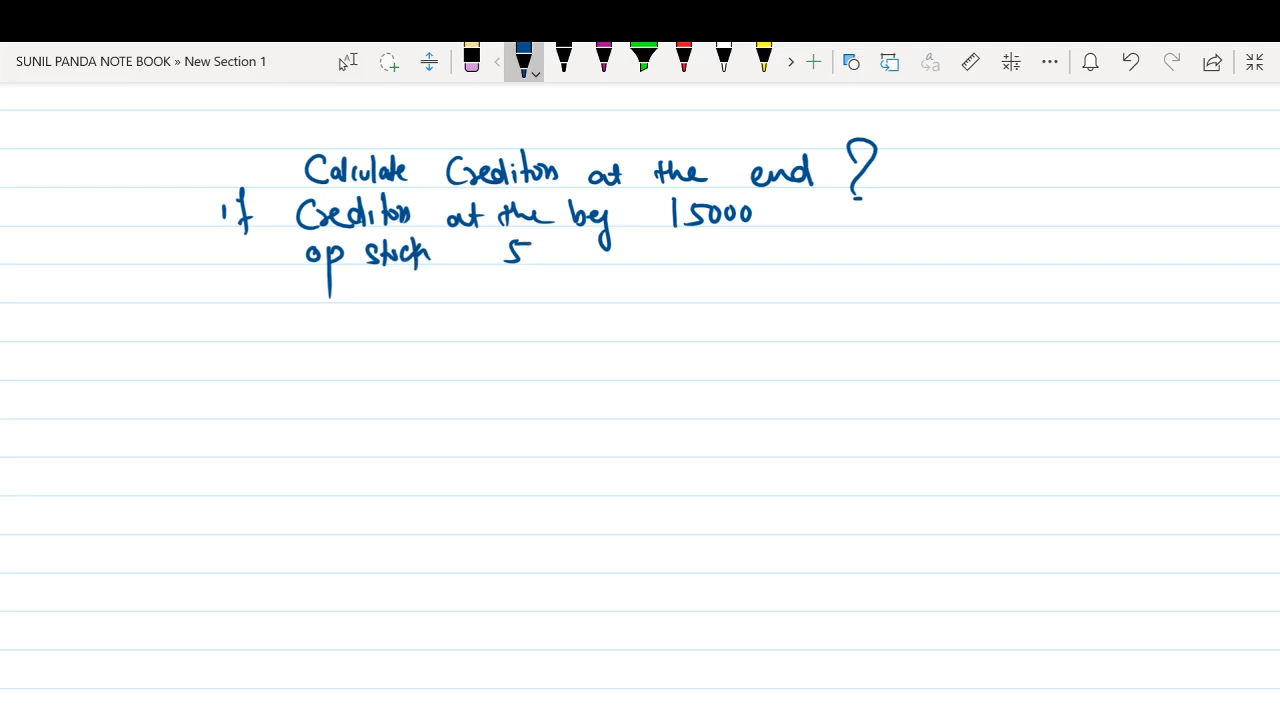 SUNIL PANDA NOTE BOOK » New Section 1
Calculate Creditors at the end ?
if Creditors at the beg 15000
op stock 5